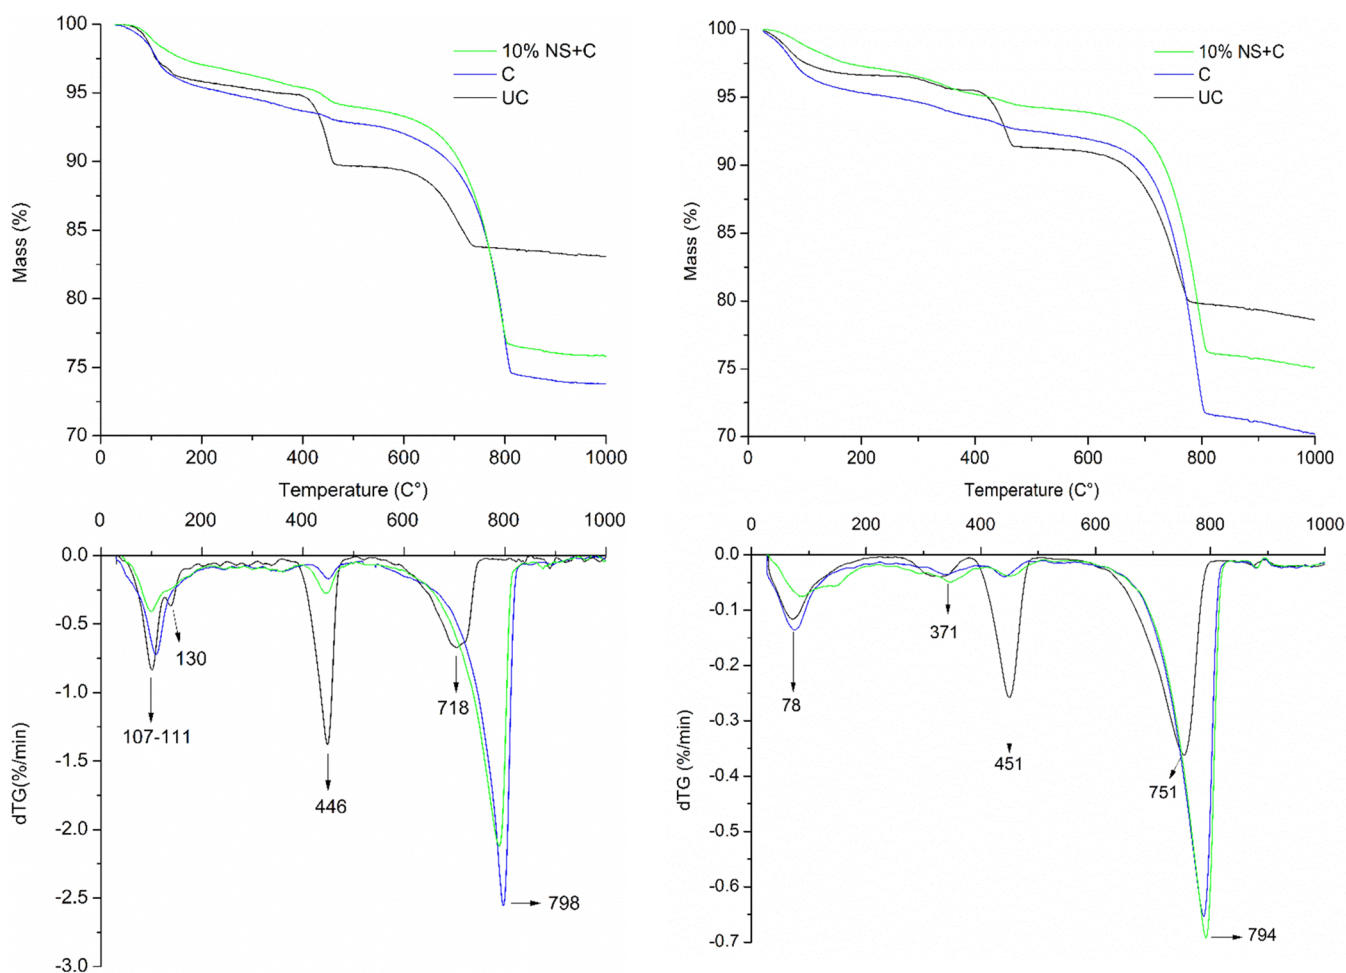 100
95
90
85
80
75
70
Mass (%)
10% NS+C
C
UC
0 200 400 600 800 1000
Temperature (C°)
100
95
90
85
80
75
70
Mass (%)
10% NS+C
C
UC
0 200 400 600 800 1000
Temperature (C°)
0 200 400 600 800 1000
0.0
-0.5
-1.0
-1.5
-2.0
-2.5
-3.0
dTG(%/min)
130
107-111
446
718
798
0 200 400 600 800 1000
0.0
-0.1
-0.2
-0.3
-0.4
-0.5
-0.6
-0.7
dTG (%/min)
371
78
451
751
794